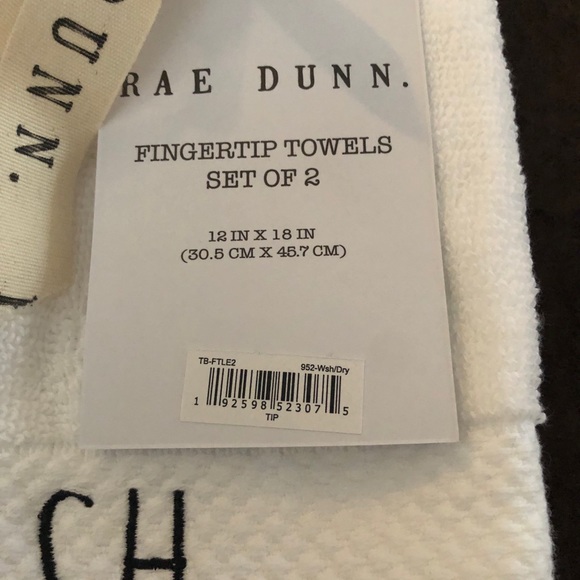 UNN.
RAE DUNN.
FINGERTIP TOWELS
SET OF 2
12 IN X 18 IN
(30.5 CM X 45.7 CM)
TB-FTLE2 952-Wsh/Dry
1 92598 52307 5
TIP
CH